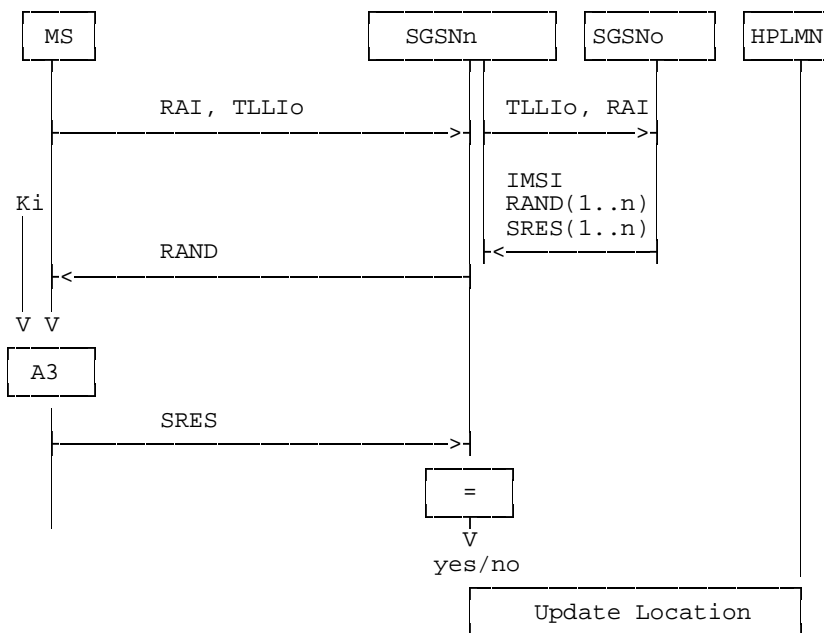 MS SGSNn SGSNo HPLMN
RAI, TLLIo TLLIo, RAI
IMSI
Ki RAND(1..n)
SRES(1..n)
RAND
V V
A3
SRES
=
V
yes/no
Update Location